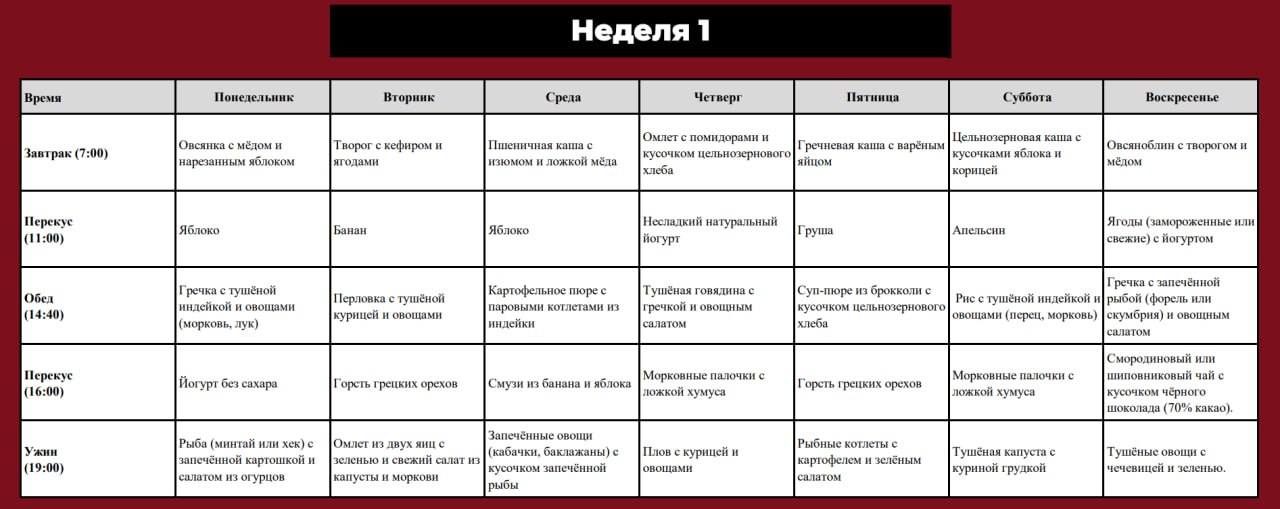 Неделя 1
Время
Понедельник
Вторник
Среда
Четверг
Пятница
Суббота
Воскресенье
Завтрак (7:00)
Овсянка с мёдом и
нарезанным яблоком
Творог с кефиром и
ягодами
Пшеничная каша с
изюмом и ложкой мёда
Омлет с помидорами и
кусочком цельнозернового
хлеба
Гречневая каша с варёным
яйцом
Цельнозерновая каша с
кусочками яблока и
корицей
Овсяноблин с творогом и
мёдом
Перекус
(11:00)
Яблоко
Банан
Яблоко
Несладкий натуральный
йогурт
Груша
Апельсин
Ягоды (замороженные или
свежие) с йогуртом
Обед
(14:40)
Гречка с тушёной
индейкой и овощами
(морковь, лук)
Перловка с тушёной
курицей и овощами
Картофельное пюре с
паровыми котлетами из
индейки
Тушёная говядина с
гречкой и овощным
салатом
Суп-пюре из брокколи с
кусочком цельнозернового
хлеба
Рис с тушёной индейкой и
овощами (перец, морковь)
Гречка с запечённой
рыбой (форель или
скумбрия) и овощным
салатом
Перекус
(16:00)
Йогурт без сахара
Горсть грецких орехов
Смузи из банана и яблока
Морковные палочки с
ложкой хумуса
Горсть грецких орехов
Морковные палочки с
ложкой хумуса
Смородиновый или
шиповниковый чай с
кусочком чёрного
шоколада (70% какао).
Ужин
(19:00)
Рыба (минтай или хек) с
запечённой картошкой и
салатом из огурцов
Омлет из двух яиц с
зеленью и свежий салат из
капусты и моркови
Запечённые овощи
(кабачки, баклажаны) с
кусочком запечённой
рыбы
Плов с курицей и
овощами
Рыбные котлеты с
картофелем и зелёным
салатом
Тушёная капуста с
куриной грудкой
Тушёные овощи с
чечевицей и зеленью.